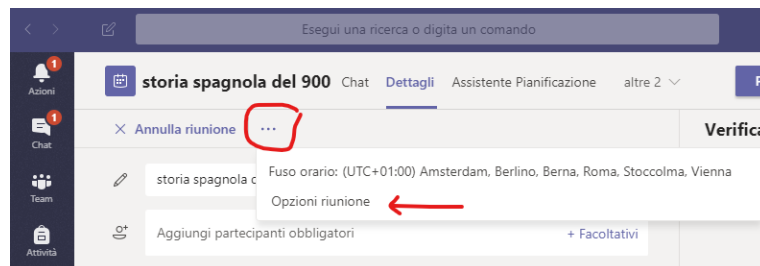 Esegui una ricerca o digita un comando
1
Azioni
storia spagnola del 900 Chat Dettagli Assistente Pianificazione altre 2
1
Chat
Annulla riunione ...
Verifica
Fuso orario: (UTC+01:00) Amsterdam, Berlino, Berna, Roma, Stoccolma, Vienna
storia spagnola
Opzioni riunione
Team
Aggiungi partecipanti obbligatori + Facoltativi
Attività